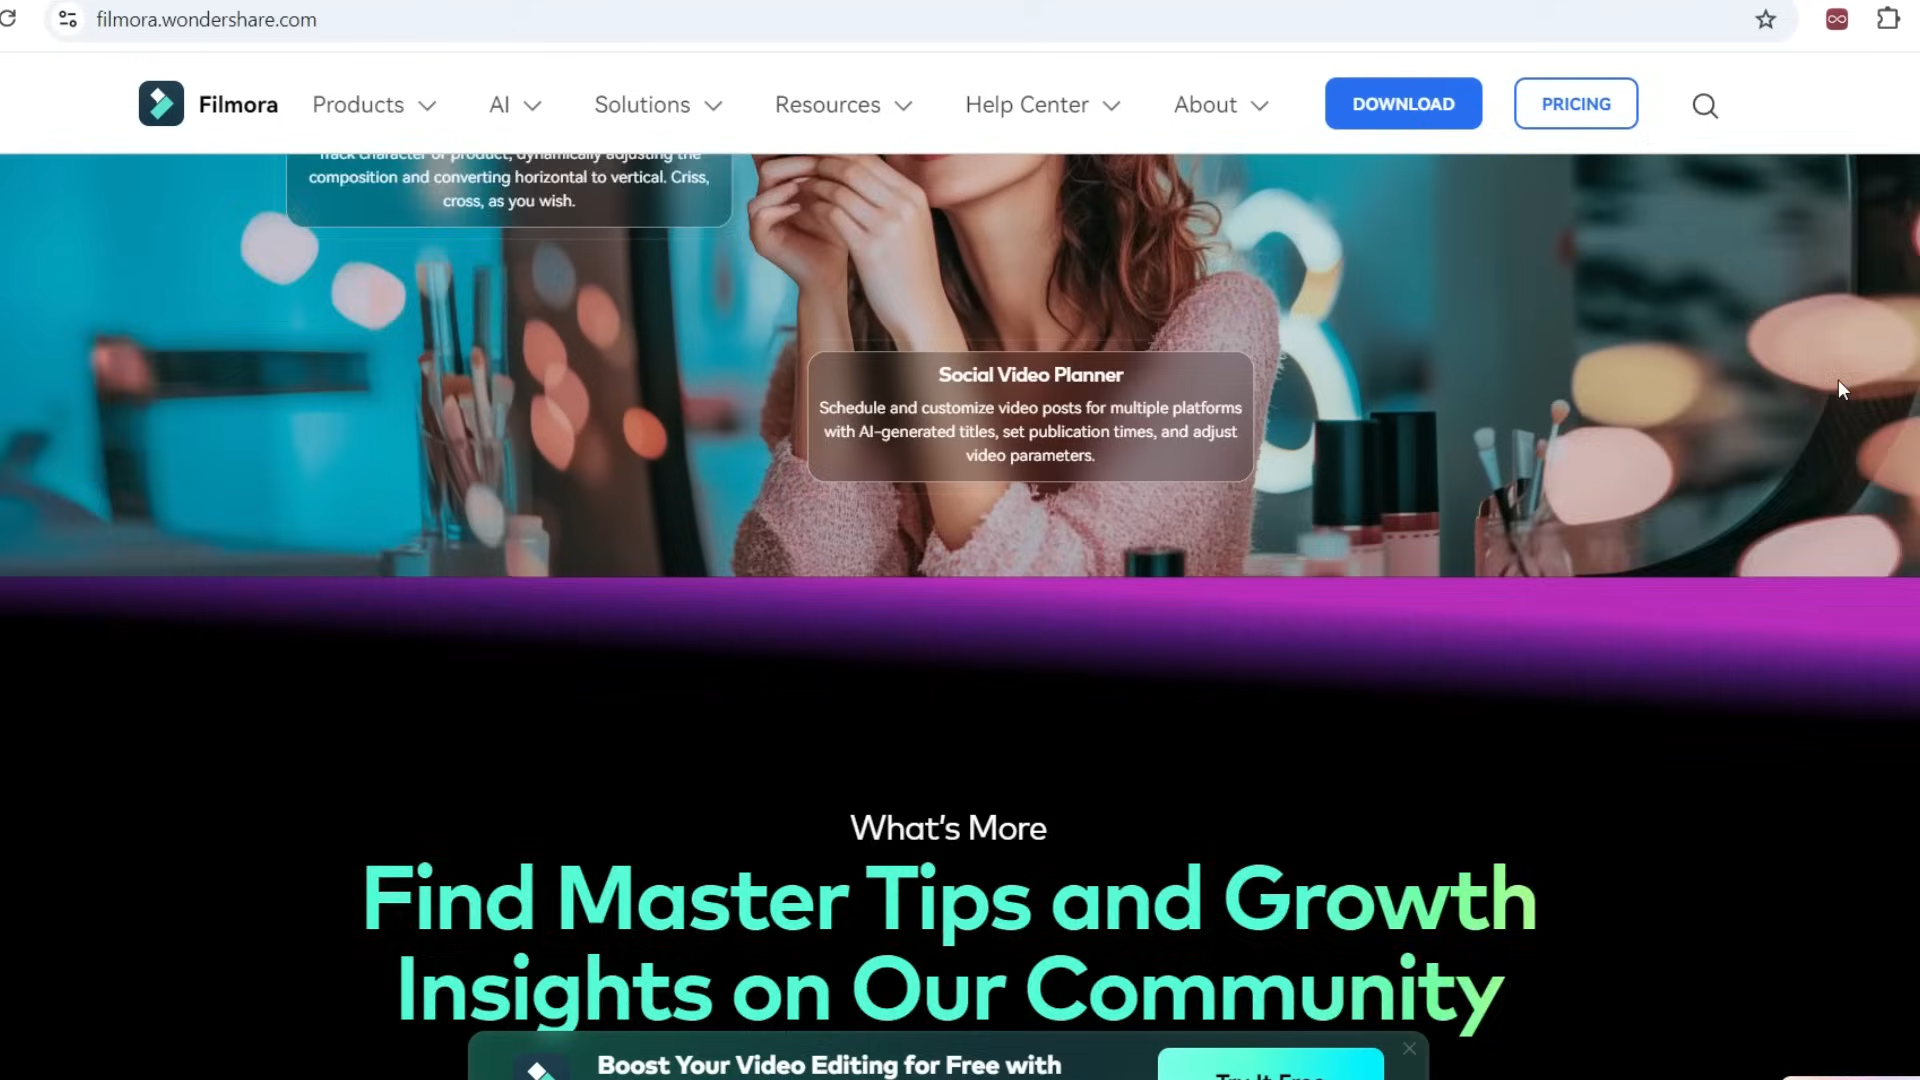 filmora.wondershare.com
Filmora Products AI Solutions Resources Help Center About DOWNLOAD PRICING
Track character or product, dynamically adjusting the
composition and converting horizontal to vertical. Criss,
cross, as you wish.
Social Video Planner
Schedule and customize video posts for multiple platforms
with AI-generated titles, set publication times, and adjust
video parameters.
What's More
Find Master Tips and Growth
Insights on Our Community
Boost Your Video Editing for Free with
Try It Free